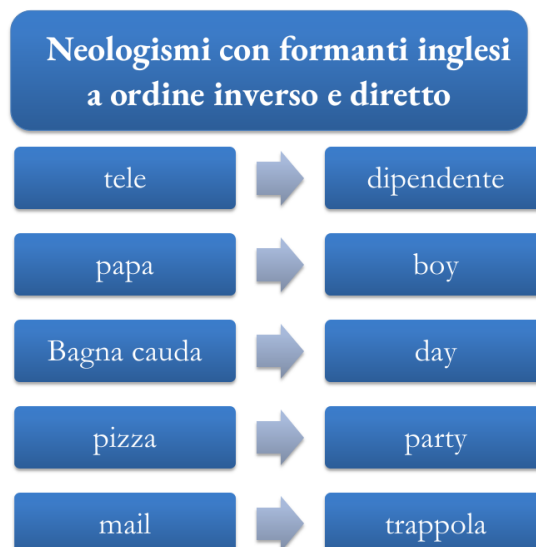 Neologismi con formanti inglesi
a ordine inverso e diretto
tele
dipendente
papa
boy
Bagna cauda
day
pizza
party
mail
trappola